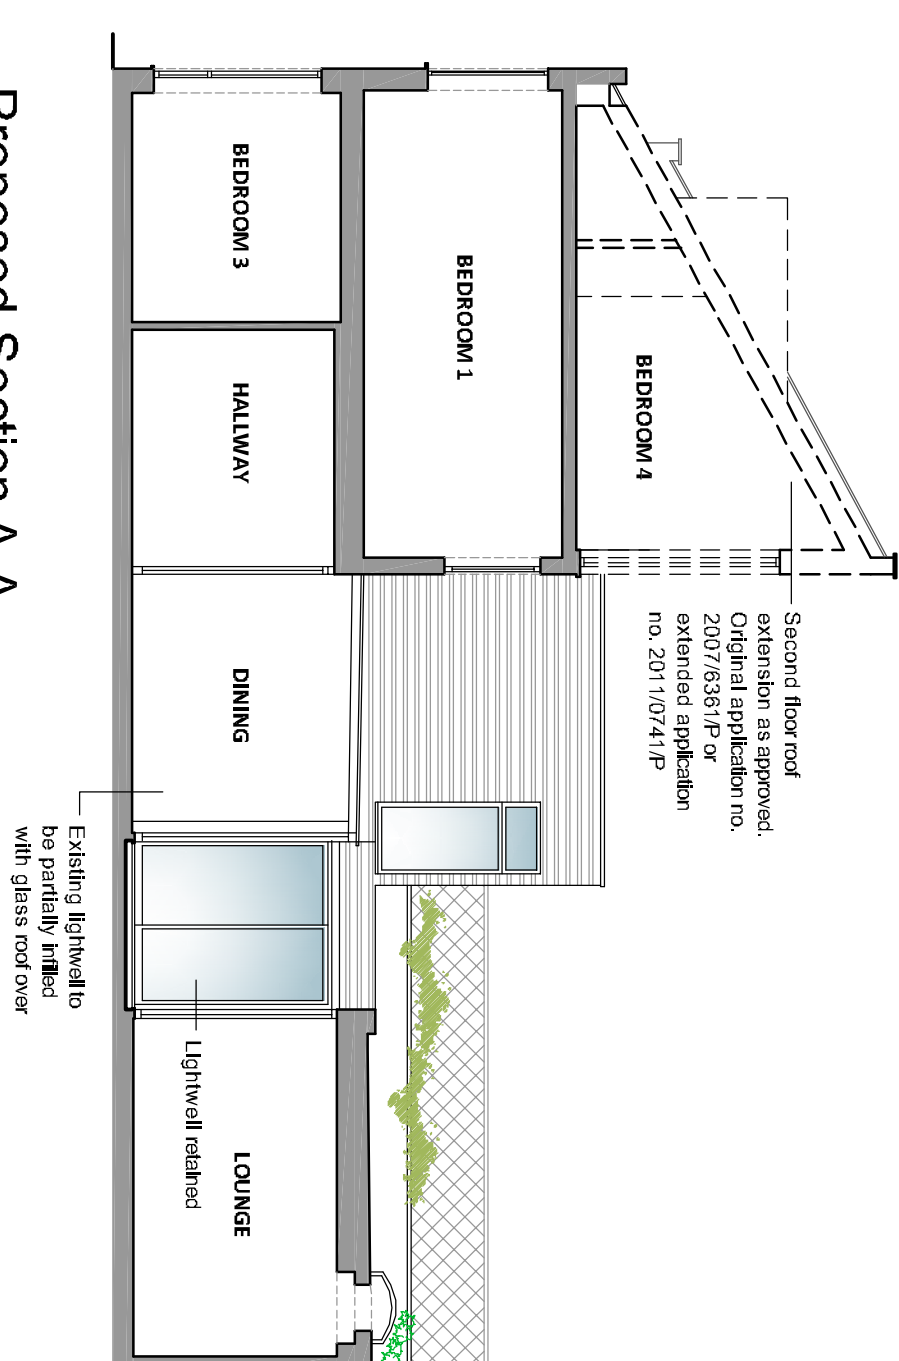 BEDROOM 4
Second floor roof
extension as approved.
Original application no.
2007/6361/P or
extended application
no. 2011/0741/P
BEDROOM 1
BEDROOM 3
HALLWAY
DINING
LOUNGE
Lightwell retained
Existing lightwell to
be partially infilled
with glass roof over
Proposed Section A-A